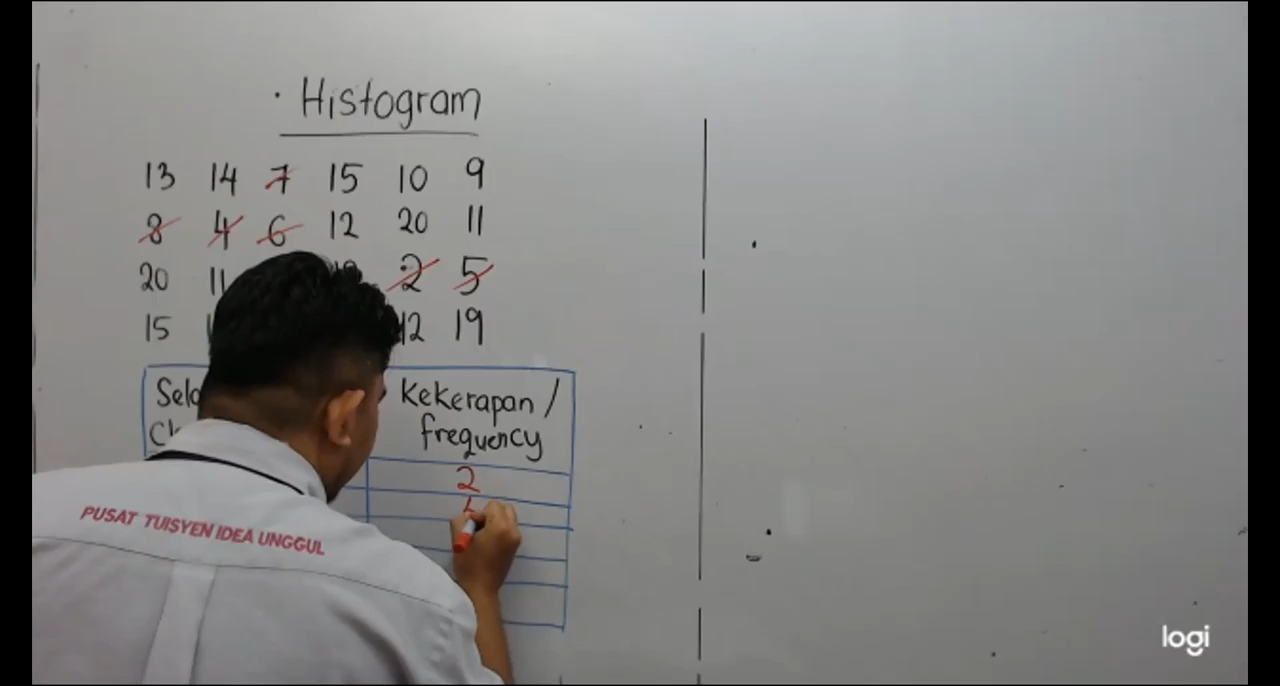 · Histogram
13 14 7 15 10 9
8 4 6 12 20 11
20 11 2 5
15 12 19
Kekerapan /
frequency
2
PUSAT TUISYEN IDEA UNGGUL
logi